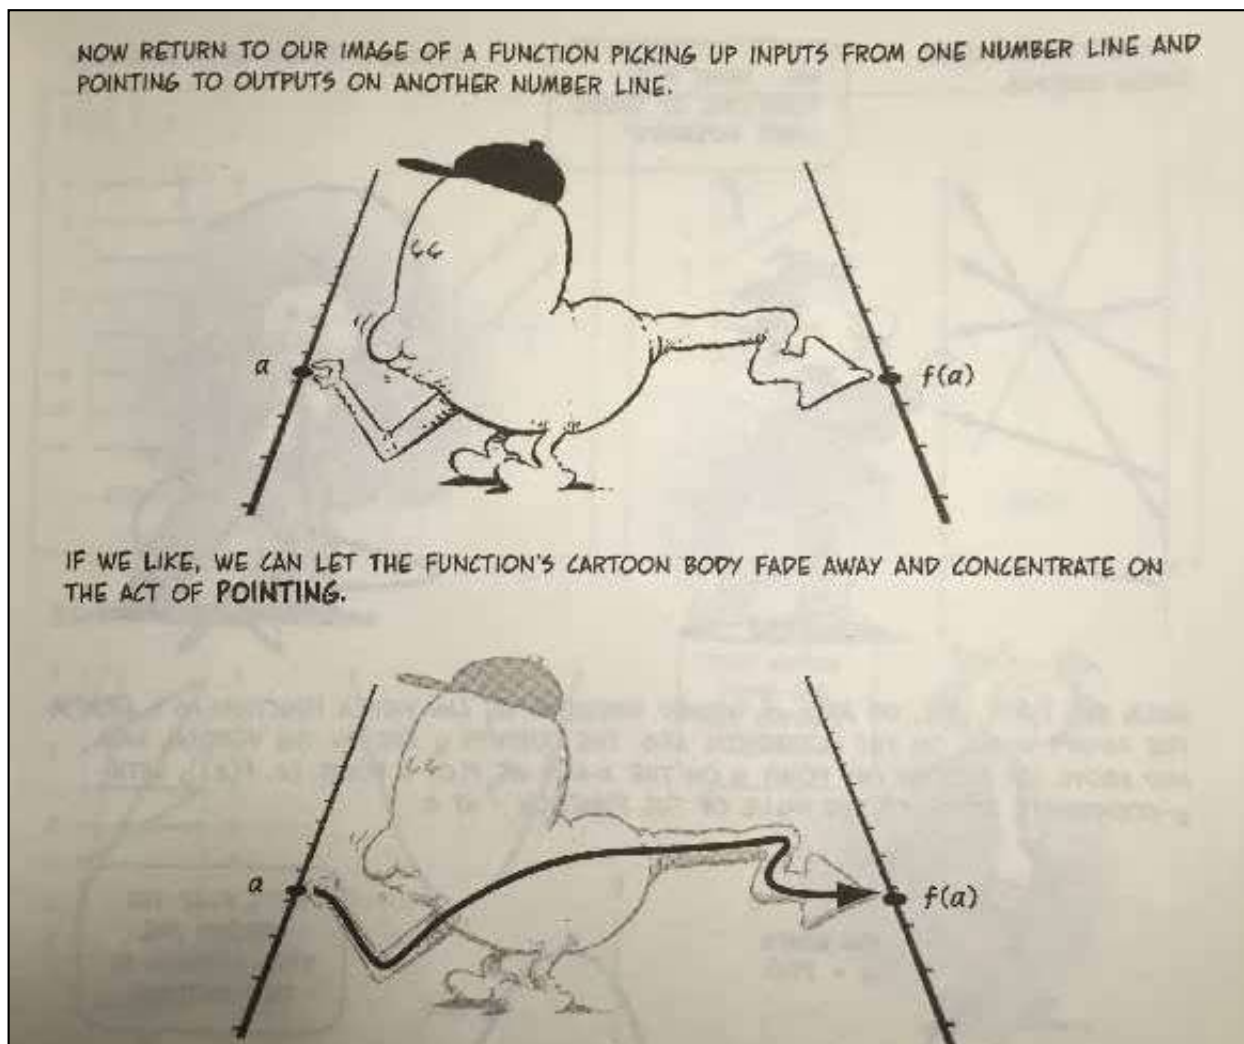 NOW RETURN TO OUR IMAGE OF A FUNCTION PICKING UP INPUTS FROM ONE NUMBER LINE AND
POINTING TO OUTPUTS ON ANOTHER NUMBER LINE.
a
f(a)
IF WE LIKE, WE CAN LET THE FUNCTION'S CARTOON BODY FADE AWAY AND CONCENTRATE ON
THE ACT OF POINTING.
a
f(a)